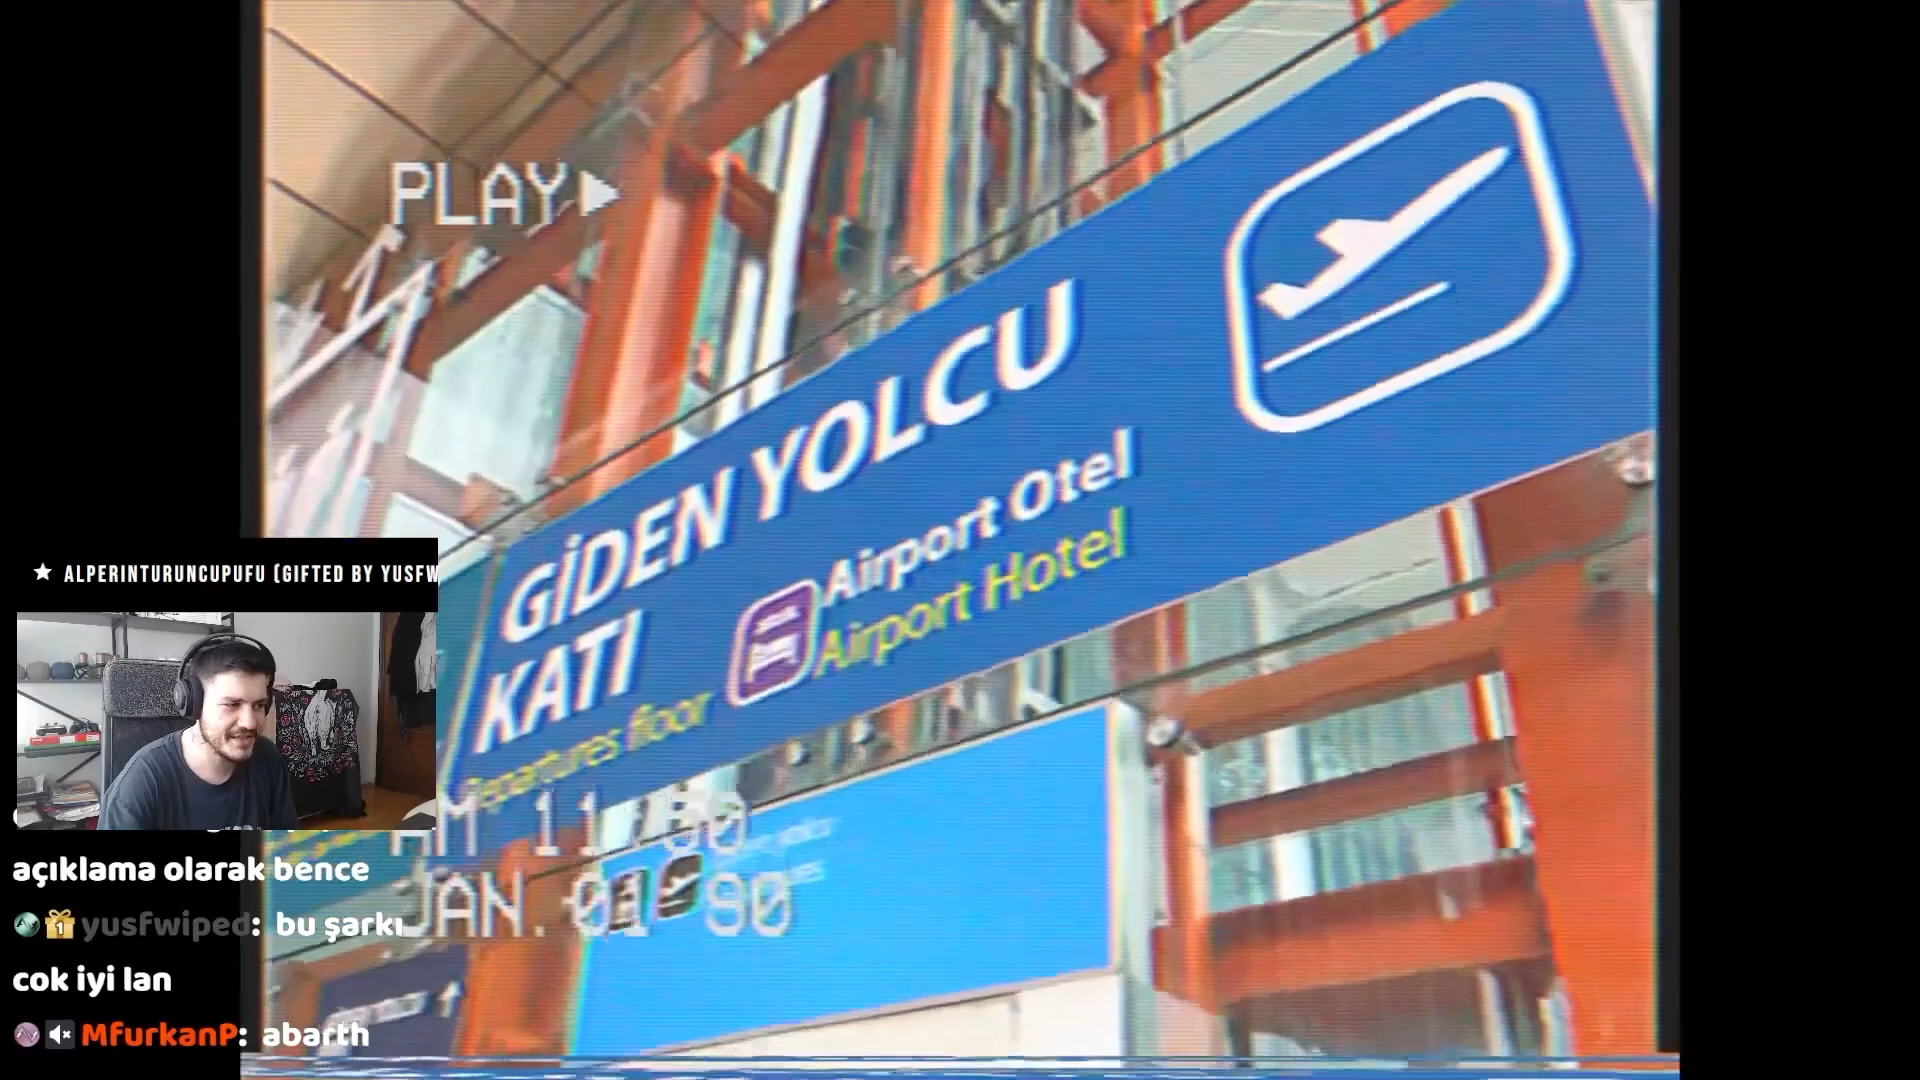 PLAY
GİDEN YOLCU
KATI
Departures floor
Airport Otel
Airport Hotel
AM 11:50
JAN. 01 90
★ ALPERINTURUNCUPUFU (GIFTED BY YUSFW
açıklama olarak bence
yusfwiped: bu şarkı
cok iyi lan
MfurkanP: abarth